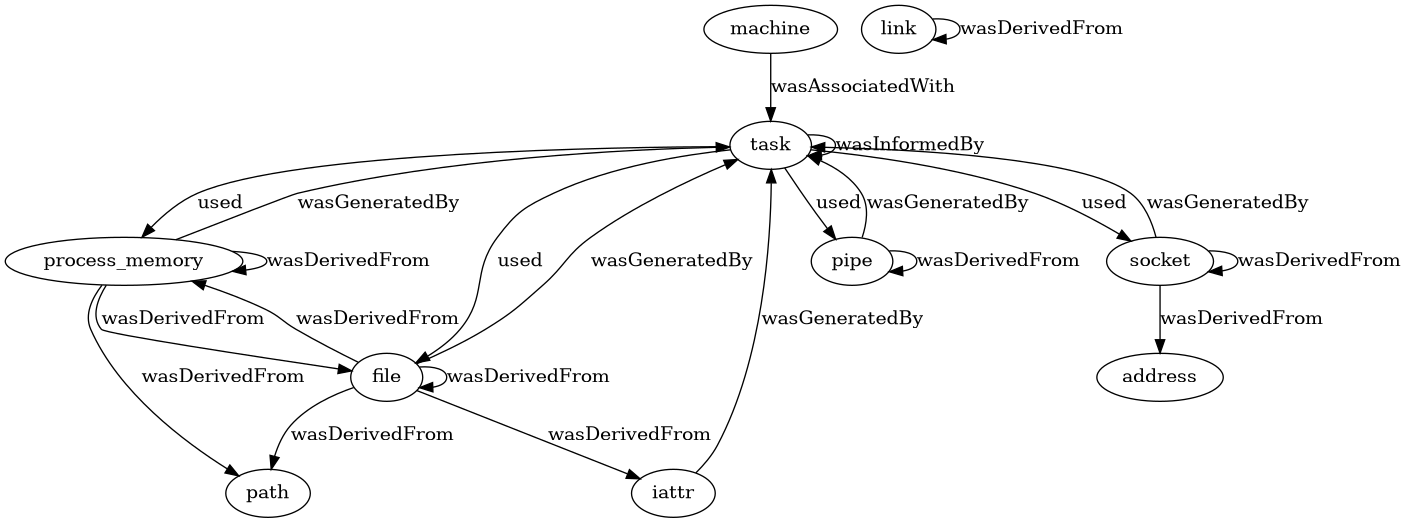 machine
link
wasDerivedFrom
wasAssociatedWith
task
wasInformedBy
used
wasGeneratedBy
used
wasGeneratedBy
used
wasGeneratedBy
used
wasGeneratedBy
process_memory
wasDerivedFrom
pipe
wasDerivedFrom
socket
wasDerivedFrom
wasDerivedFrom
wasDerivedFrom
wasGeneratedBy
wasDerivedFrom
wasDerivedFrom
file
wasDerivedFrom
address
wasDerivedFrom
wasDerivedFrom
path
iattr